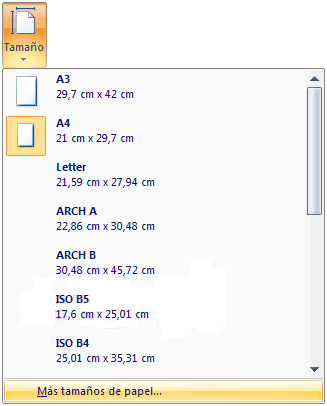 Tamaño
A3
29,7 cm x 42 cm
A4
21 cm x 29,7 cm
Letter
21,59 cm x 27,94 cm
ARCH A
22,86 cm x 30,48 cm
ARCH B
30,48 cm x 45,72 cm
ISO B5
17,6 cm x 25,01 cm
ISO B4
25,01 cm x 35,31 cm
Más tamaños de papel...